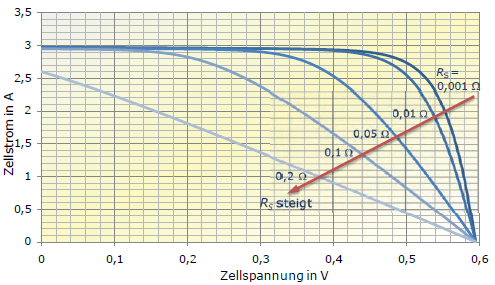 3,5
3
2,5
2
1,5
1
0,5
0
Zellstrom in A
R_S =
0,001 Ω
0,01 Ω
0,05 Ω
0,1 Ω
0,2 Ω
R_S steigt
0 0,1 0,2 0,3 0,4 0,5 0,6
Zellspannung in V